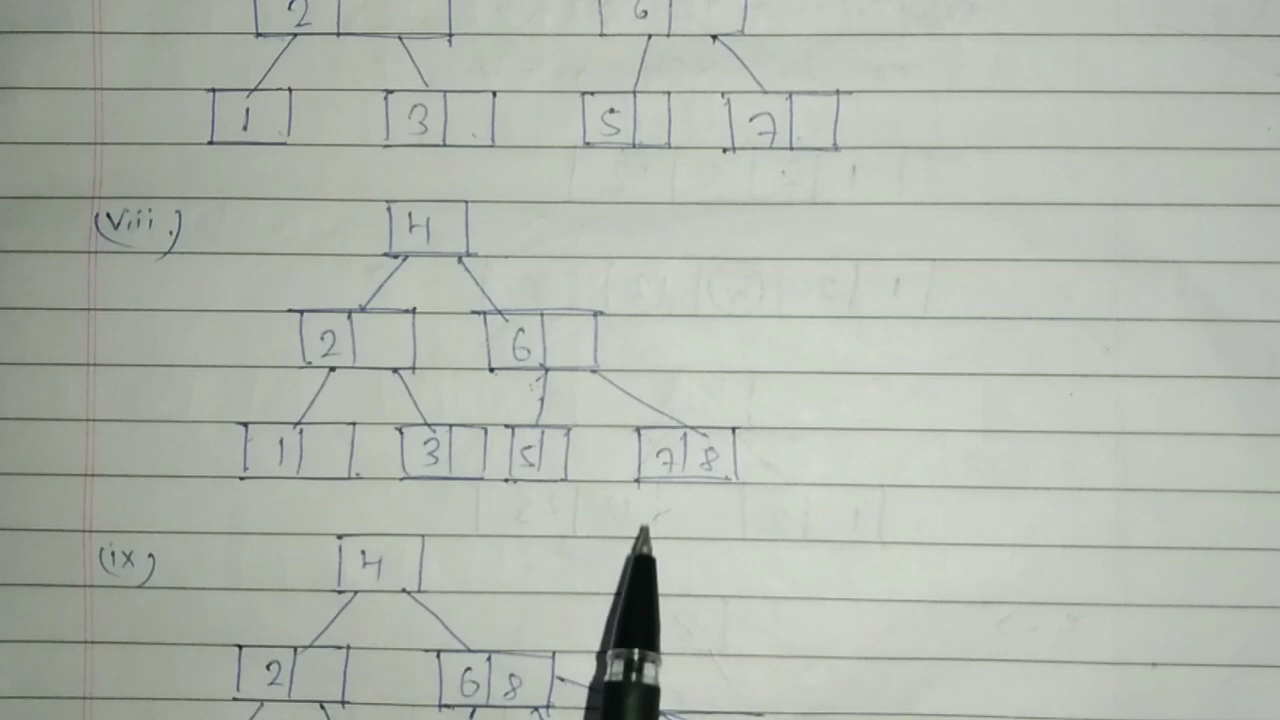 2 6
1 3 5 7
(viii.) 4
2 6
1 3 5 7 8
(ix) 4
2 6 8